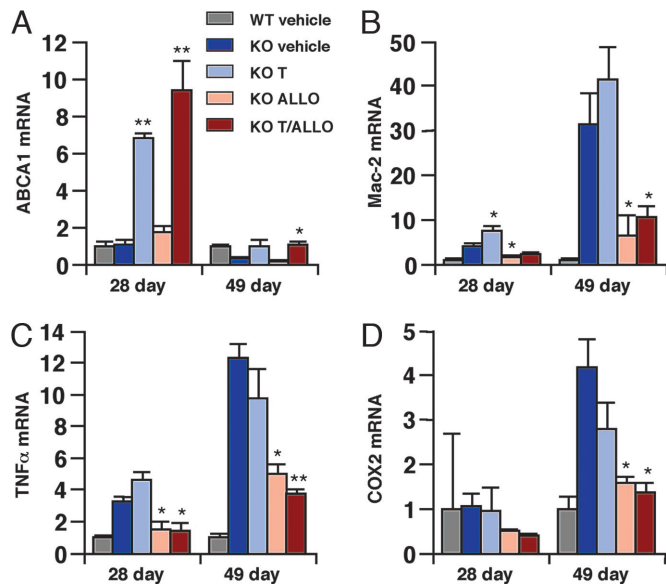 A
WT vehicle
KO vehicle
KO T
KO ALLO
KO T/ALLO
ABCA1 mRNA
12
10
8
6
4
2
0
**
**
*
28 day
49 day
B
Mac-2 mRNA
50
40
30
20
10
0
*
*
*
*
28 day
49 day
C
TNFα mRNA
14
12
10
8
6
4
2
0
*
*
*
**
28 day
49 day
D
COX2 mRNA
5
4
3
2
1
0
*
*
28 day
49 day